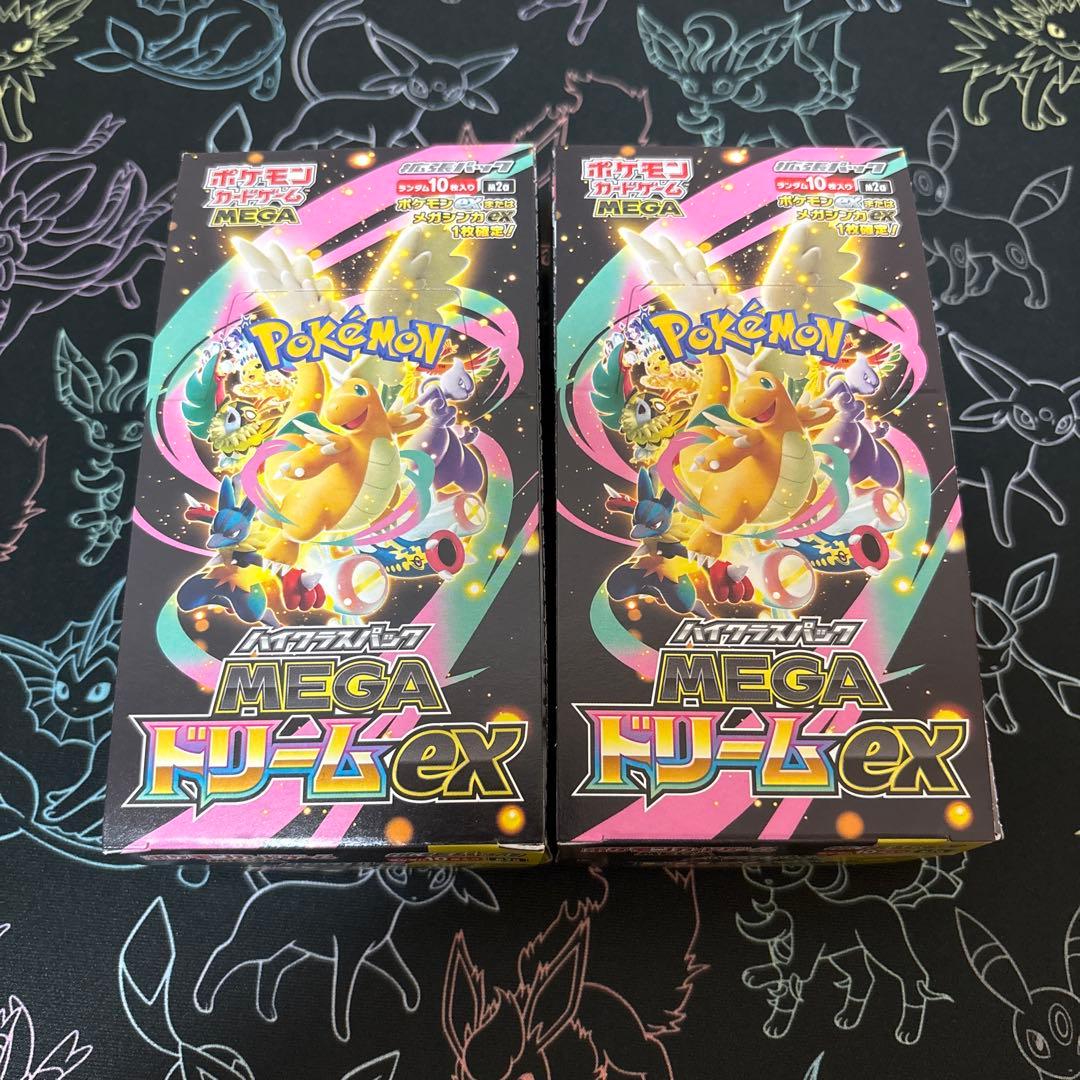 ポケモン
カードゲーム
MEGA
拡張パック
ランダム10枚入り
ポケモンexまたは
メガシンカex
1枚確定!
POKéMON
ハイクラスパック
MEGA
ドリームex
ポケモン
カードゲーム
MEGA
拡張パック
ランダム10枚入り
ポケモンexまたは
メガシンカex
1枚確定!
POKéMON
ハイクラスパック
MEGA
ドリームex